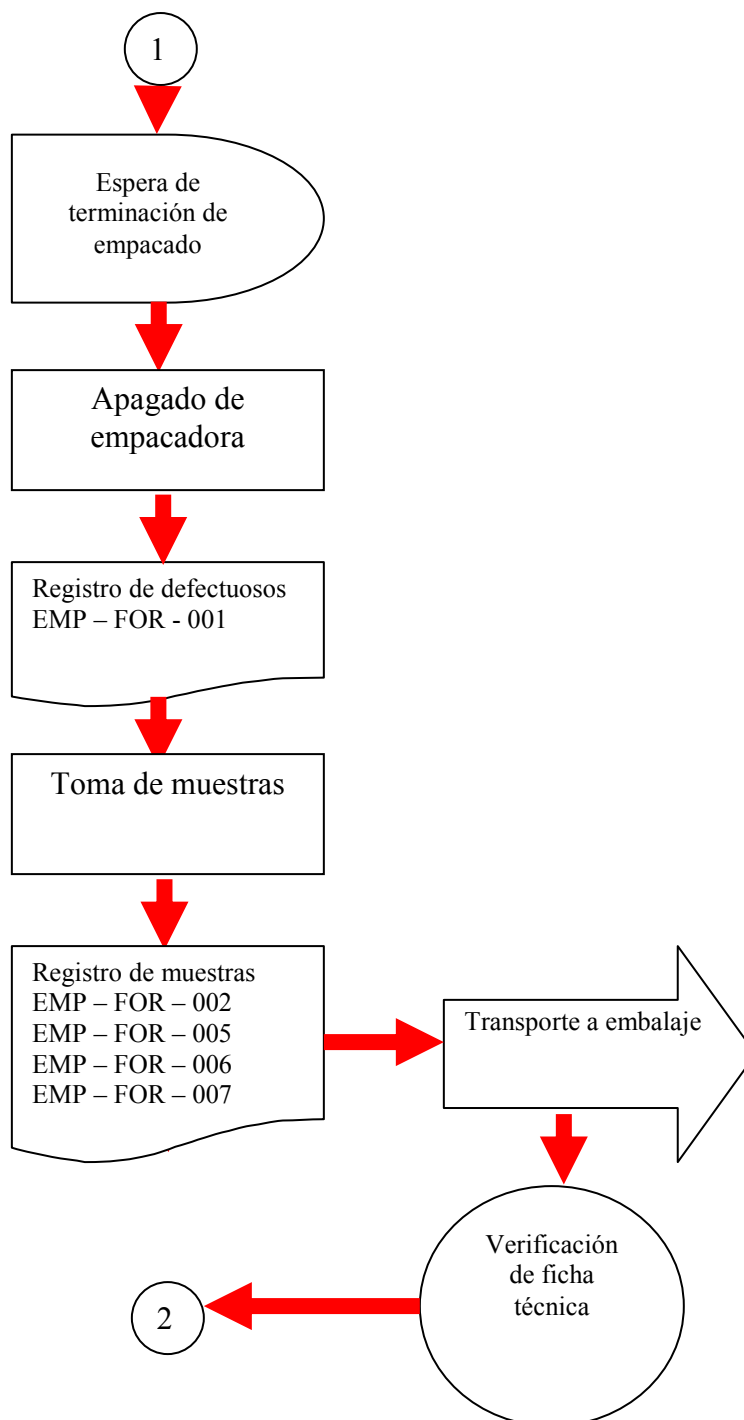 1
Espera de
terminación de
empacado
Apagado de
empacadora
Registro de defectuosos
EMP – FOR - 001
Toma de muestras
Registro de muestras
EMP – FOR – 002
EMP – FOR – 005
EMP – FOR – 006
EMP – FOR – 007
Transporte a embalaje
Verificación
de ficha
técnica
2